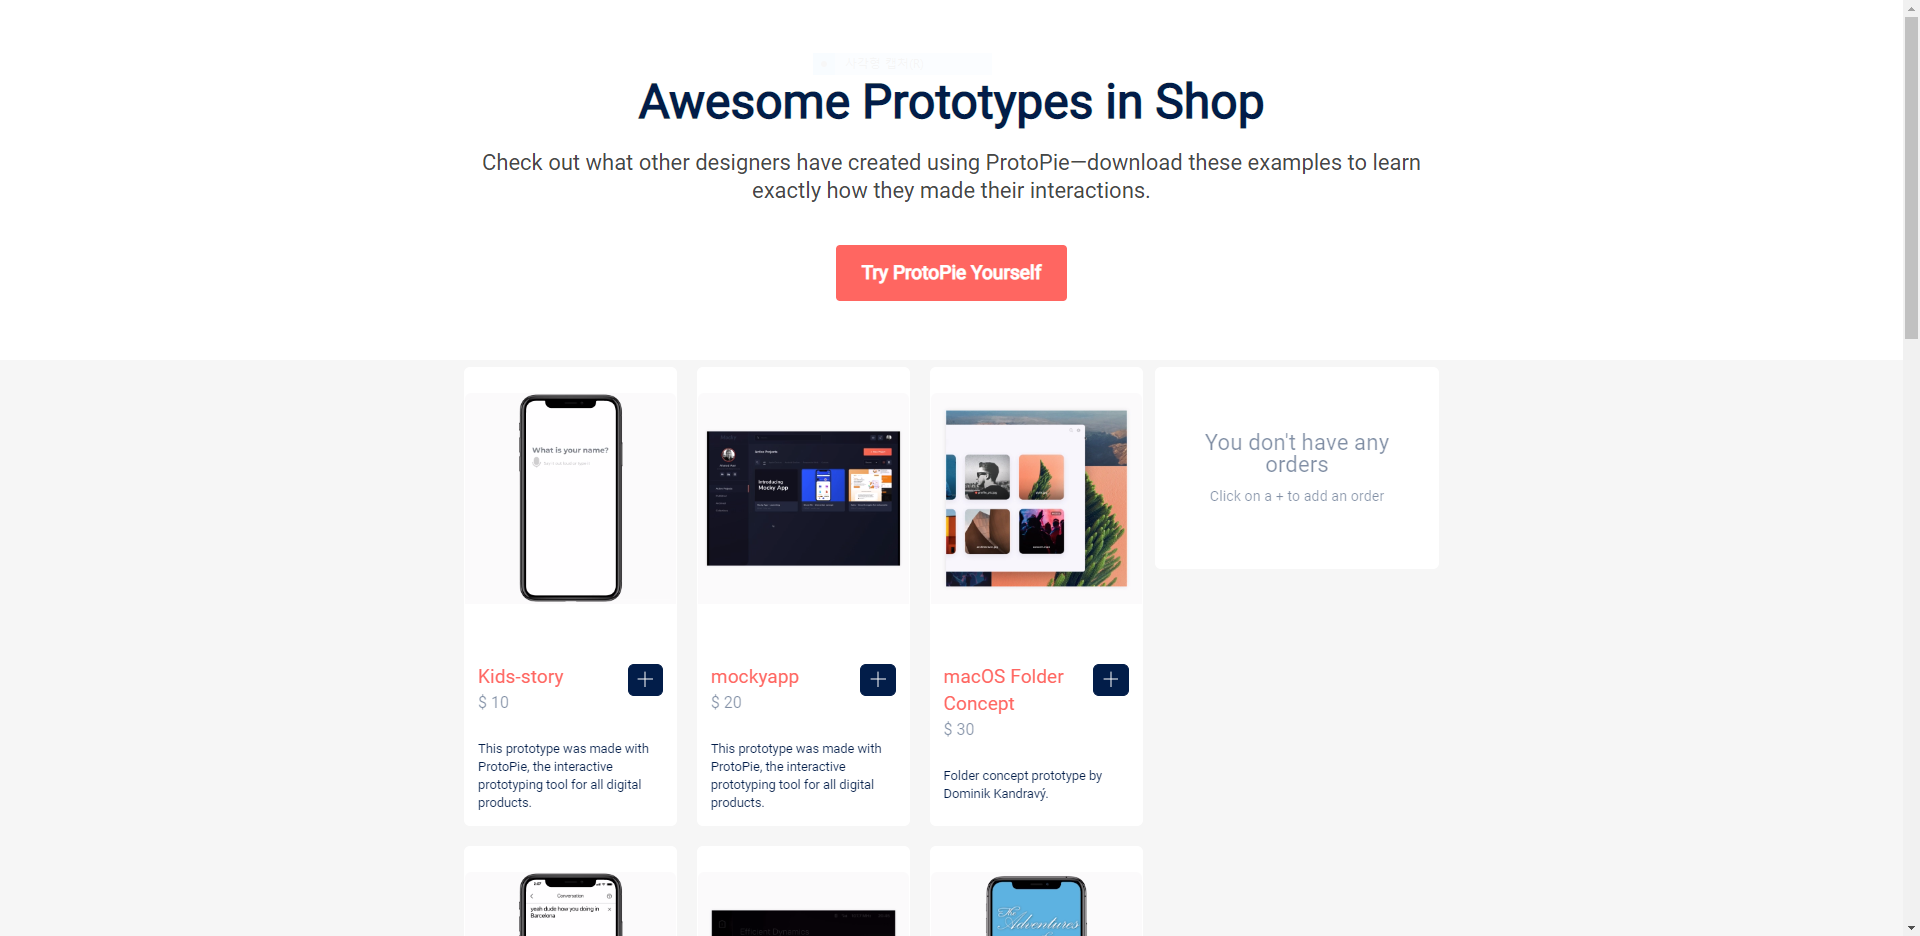 Awesome Prototypes in Shop
Check out what other designers have created using ProtoPie—download these examples to learn
exactly how they made their interactions.
Try ProtoPie Yourself
What is your name?
Introducing
Mocky App
You don't have any
orders
Click on a + to add an order
Kids-story
$ 10
This prototype was made with
ProtoPie, the interactive
prototyping tool for all digital
products.
mockyapp
$ 20
This prototype was made with
ProtoPie, the interactive
prototyping tool for all digital
products.
macOS Folder
Concept
$ 30
Folder concept prototype by
Dominik Kandravý.
Conversation
yeah dude how you doing in
Barcelona
Efficient Dynamics
The
Adventures